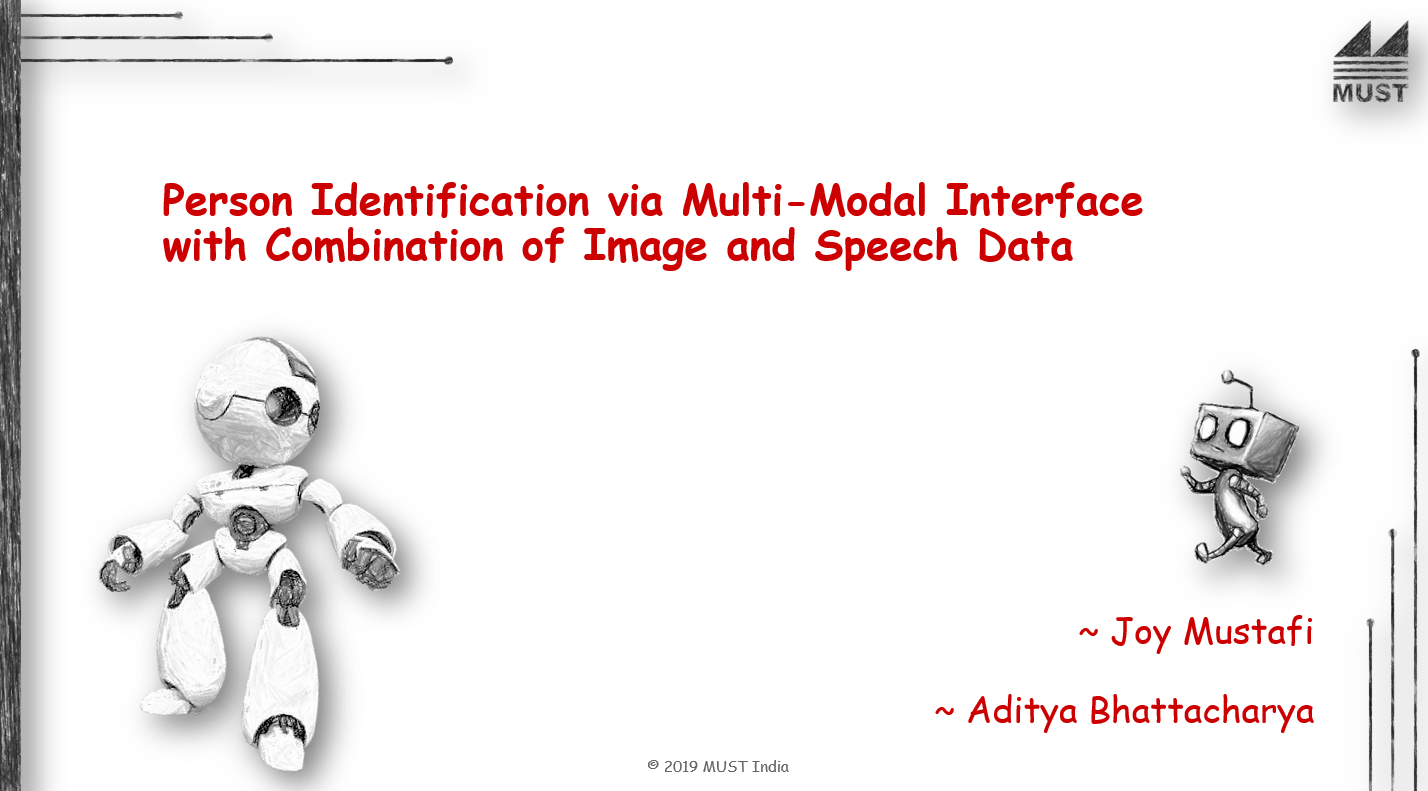 MUST
Person Identification via Multi-Modal Interface
with Combination of Image and Speech Data
~ Joy Mustafi
~ Aditya Bhattacharya
© 2019 MUST India